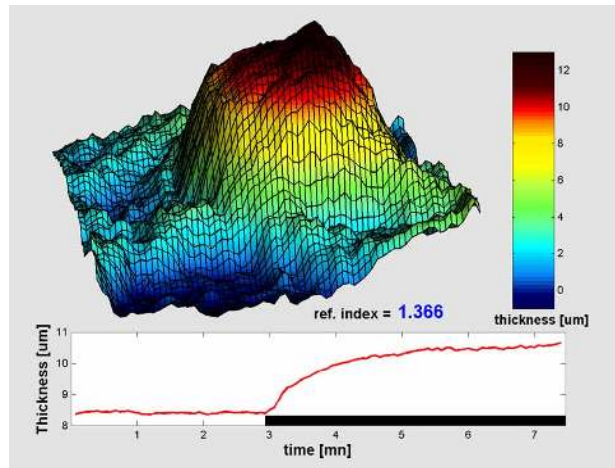 12
10
8
6
4
2
0
thickness [um]
ref. index = 1.366
Thickness [um]
11
10
9
8
1 2 3 4 5 6 7
time [mn]